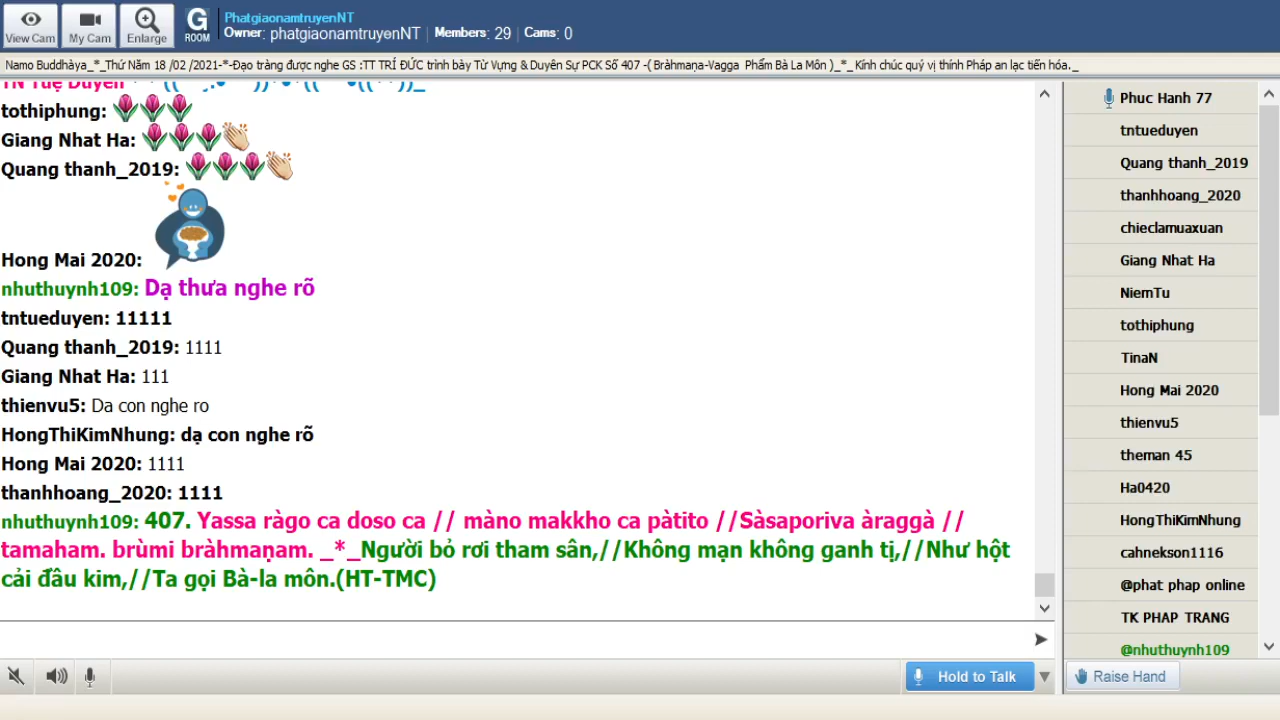 View Cam
My Cam
Enlarge
G
ROOM
PhatgiaonamtruyenNT
Owner: phatgiaonamtruyenNT | Members: 29 | Cams: 0
Namo Buddhàya_*_Thứ Năm 18 /02 /2021-*-Đạo tràng được nghe GS :TT TRÍ ĐỨC trình bày Từ Vựng & Duyên Sự PCK Số 407 -( Bràhmaṇa-Vagga Phẩm Bà La Môn )_*_ Kính chúc quý vị thính Pháp an lạc tiến hóa._
TN Tuệ Duyên
tothiphung:
Giang Nhat Ha:
Quang thanh_2019:
Hong Mai 2020:
nhuthuynh109: Dạ thưa nghe rõ
tntueduyen: 11111
Quang thanh_2019: 1111
Giang Nhat Ha: 111
thienvu5: Da con nghe ro
HongThiKimNhung: dạ con nghe rõ
Hong Mai 2020: 1111
thanhhoang_2020: 1111
nhuthuynh109: 407. Yassa ràgo ca doso ca // màno makkho ca pàtito //Sàsaporiva àraggà //
tamaham. brùmi bràhmaṇam. _*_Người bỏ rơi tham sân,//Không mạn không ganh tị,//Như hột
cải đầu kim,//Ta gọi Bà-la môn.(HT-TMC)
Hold to Talk
Phuc Hanh 77
tntueduyen
Quang thanh_2019
thanhhoang_2020
chieclamuaxuan
Giang Nhat Ha
NiemTu
tothiphung
TinaN
Hong Mai 2020
thienvu5
theman 45
Ha0420
HongThiKimNhung
cahnekson1116
@phat phap online
TK PHAP TRANG
@nhuthuynh109
Raise Hand